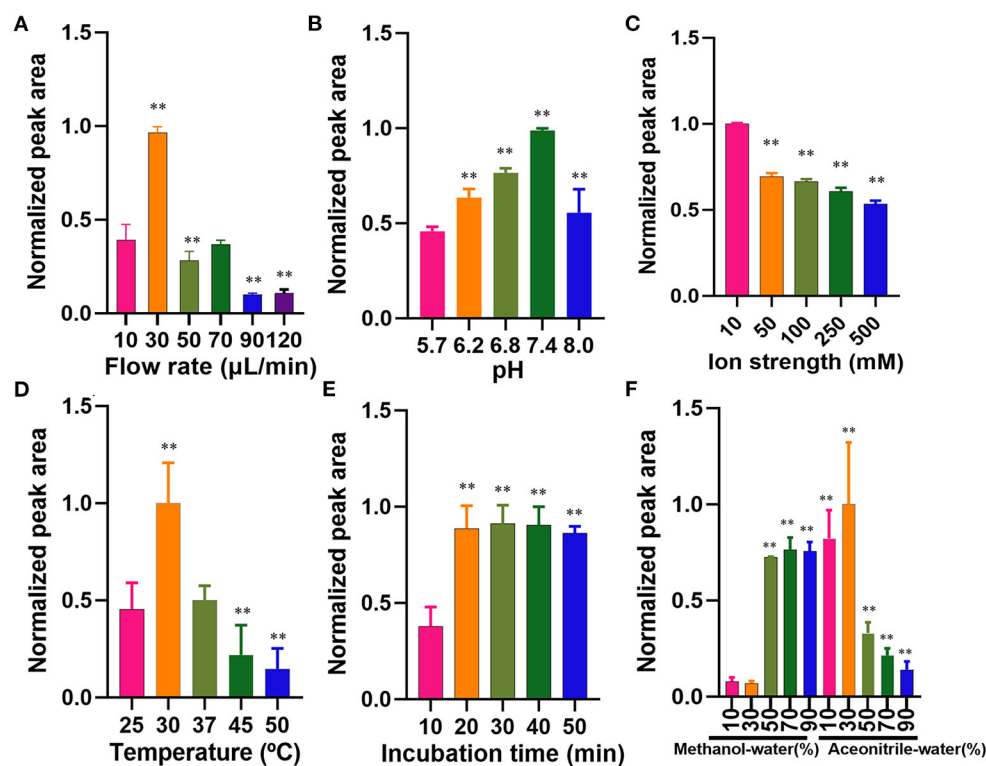 A
Normalized peak area
1.5
1.0
0.5
0.0
**
**
**
**
10 30 50 70 90 120
Flow rate (μL/min)
B
Normalized peak area
1.5
1.0
0.5
0.0
**
**
**
**
5.7 6.2 6.8 7.4 8.0
pH
C
Normalized peak area
1.5
1.0
0.5
0.0
**
**
**
**
10 50 100 250 500
Ion strength (mM)
D
Normalized peak area
1.5
1.0
0.5
0.0
**
**
**
25 30 37 45 50
Temperature (ºC)
E
Normalized peak area
1.5
1.0
0.5
0.0
**
**
**
**
10 20 30 40 50
Incubation time (min)
F
Normalized peak area
1.5
1.0
0.5
0.0
**
**
**
**
**
**
**
**
10 30 50 70 90 10 30 50 70 90
Methanol-water(%) Aceonitrile-water(%)